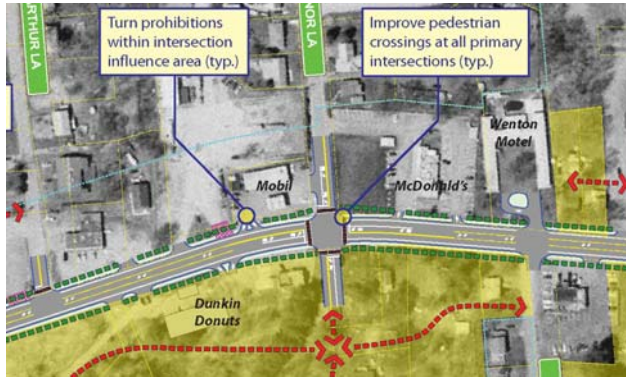 ARTHUR LA
Turn prohibitions
within intersection
influence area (typ.)
NOR LA
Improve pedestrian
crossings at all primary
intersections (typ.)
Wenton
Motel
Mobil
McDonald's
Dunkin
Donuts